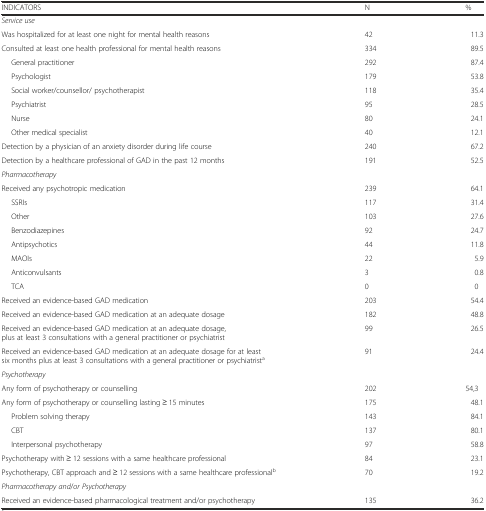 INDICATORS N %
Service use
Was hospitalized for at least one night for mental health reasons 42 11.3
Consulted at least one health professional for mental health reasons 334 89.5
General practitioner 292 87.4
Psychologist 179 53.8
Social worker/counsellor/ psychotherapist 118 35.4
Psychiatrist 95 28.5
Nurse 80 24.1
Other medical specialist 40 12.1
Detection by a physician of an anxiety disorder during life course 240 67.2
Detection by a healthcare professional of GAD in the past 12 months 191 52.5
Pharmacotherapy
Received any psychotropic medication 239 64.1
SSRIs 117 31.4
Other 103 27.6
Benzodiazepines 92 24.7
Antipsychotics 44 11.8
MAOIs 22 5.9
Anticonvulsants 3 0.8
TCA 0 0
Received an evidence-based GAD medication 203 54.4
Received an evidence-based GAD medication at an adequate dosage 182 48.8
Received an evidence-based GAD medication at an adequate dosage, 99 26.5
plus at least 3 consultations with a general practitioner or psychiatrist
Received an evidence-based GAD medication at an adequate dosage for at least 91 24.4
six months plus at least 3 consultations with a general practitioner or psychiatrist^a
Psychotherapy
Any form of psychotherapy or counselling 202 54,3
Any form of psychotherapy or counselling lasting ≥ 15 minutes 175 48.1
Problem solving therapy 143 84.1
CBT 137 80.1
Interpersonal psychotherapy 97 58.8
Psychotherapy with ≥ 12 sessions with a same healthcare professional 84 23.1
Psychotherapy, CBT approach and ≥ 12 sessions with a same healthcare professional^b 70 19.2
Pharmacotherapy and/or Psychotherapy
Received an evidence-based pharmacological treatment and/or psychotherapy 135 36.2